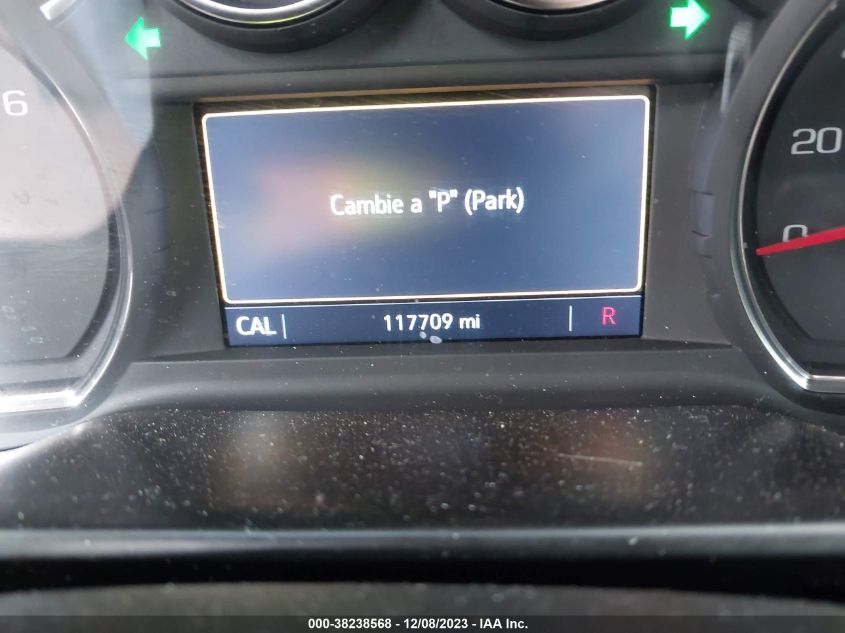 6
Cambie a "P" (Park)
20
0
CAL 117709 mi R
000-38238568 - 12/08/2023 - IAA Inc.